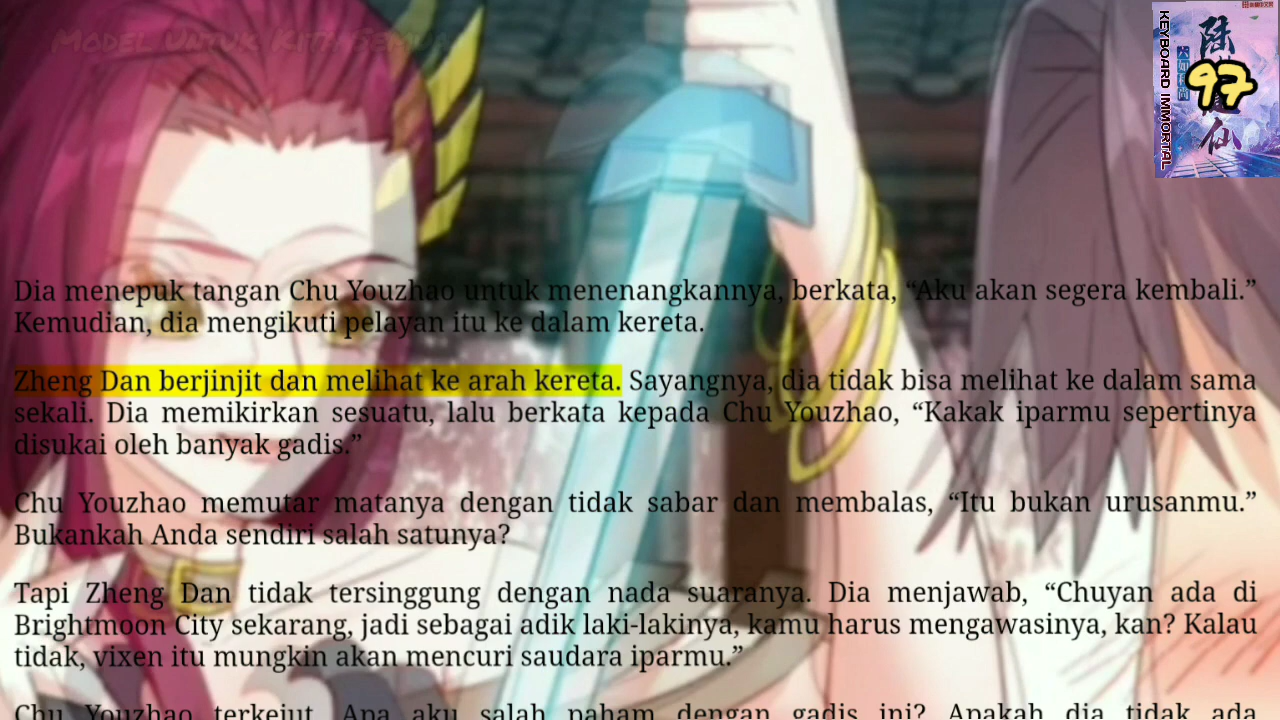 Model Untuk Kita Semua
KEYBOARD IMMORTAL
陆
仙
97
Dia menepuk tangan Chu Youzhao untuk menenangkannya, berkata, “Aku akan segera kembali.”
Kemudian, dia mengikuti pelayan itu ke dalam kereta.
Zheng Dan berjinjit dan melihat ke arah kereta. Sayangnya, dia tidak bisa melihat ke dalam sama
sekali. Dia memikirkan sesuatu, lalu berkata kepada Chu Youzhao, “Kakak iparmu sepertinya
disukai oleh banyak gadis.”
Chu Youzhao memutar matanya dengan tidak sabar dan membalas, “Itu bukan urusanmu.”
Bukankah Anda sendiri salah satunya?
Tapi Zheng Dan tidak tersinggung dengan nada suaranya. Dia menjawab, “Chuyan ada di
Brightmoon City sekarang, jadi sebagai adik laki-lakinya, kamu harus mengawasinya, kan? Kalau
tidak, vixen itu mungkin akan mencuri saudara iparmu.”
Chu Youzhao terkejut. Apa aku salah paham dengan gadis ini? Apakah dia tidak ada